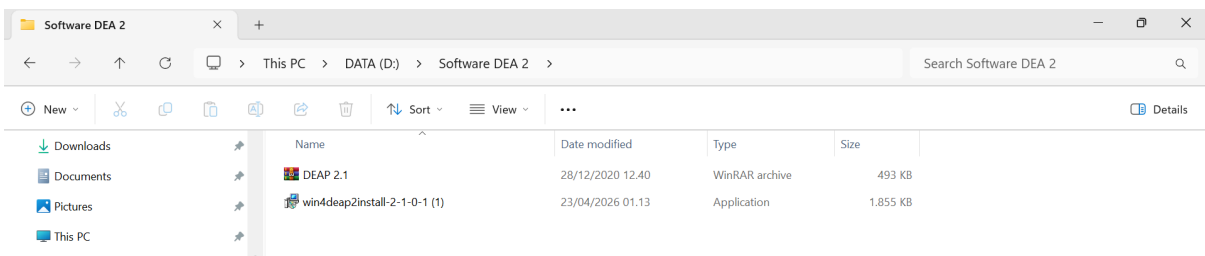 Software DEA 2
This PC > DATA (D:) > Software DEA 2 >
Search Software DEA 2
New
Sort
View
Details
Downloads
Documents
Pictures
This PC
Name Date modified Type Size
DEAP 2.1 28/12/2020 12.40 WinRAR archive 493 KB
win4deap2install-2-1-0-1 (1) 23/04/2026 01.13 Application 1.855 KB